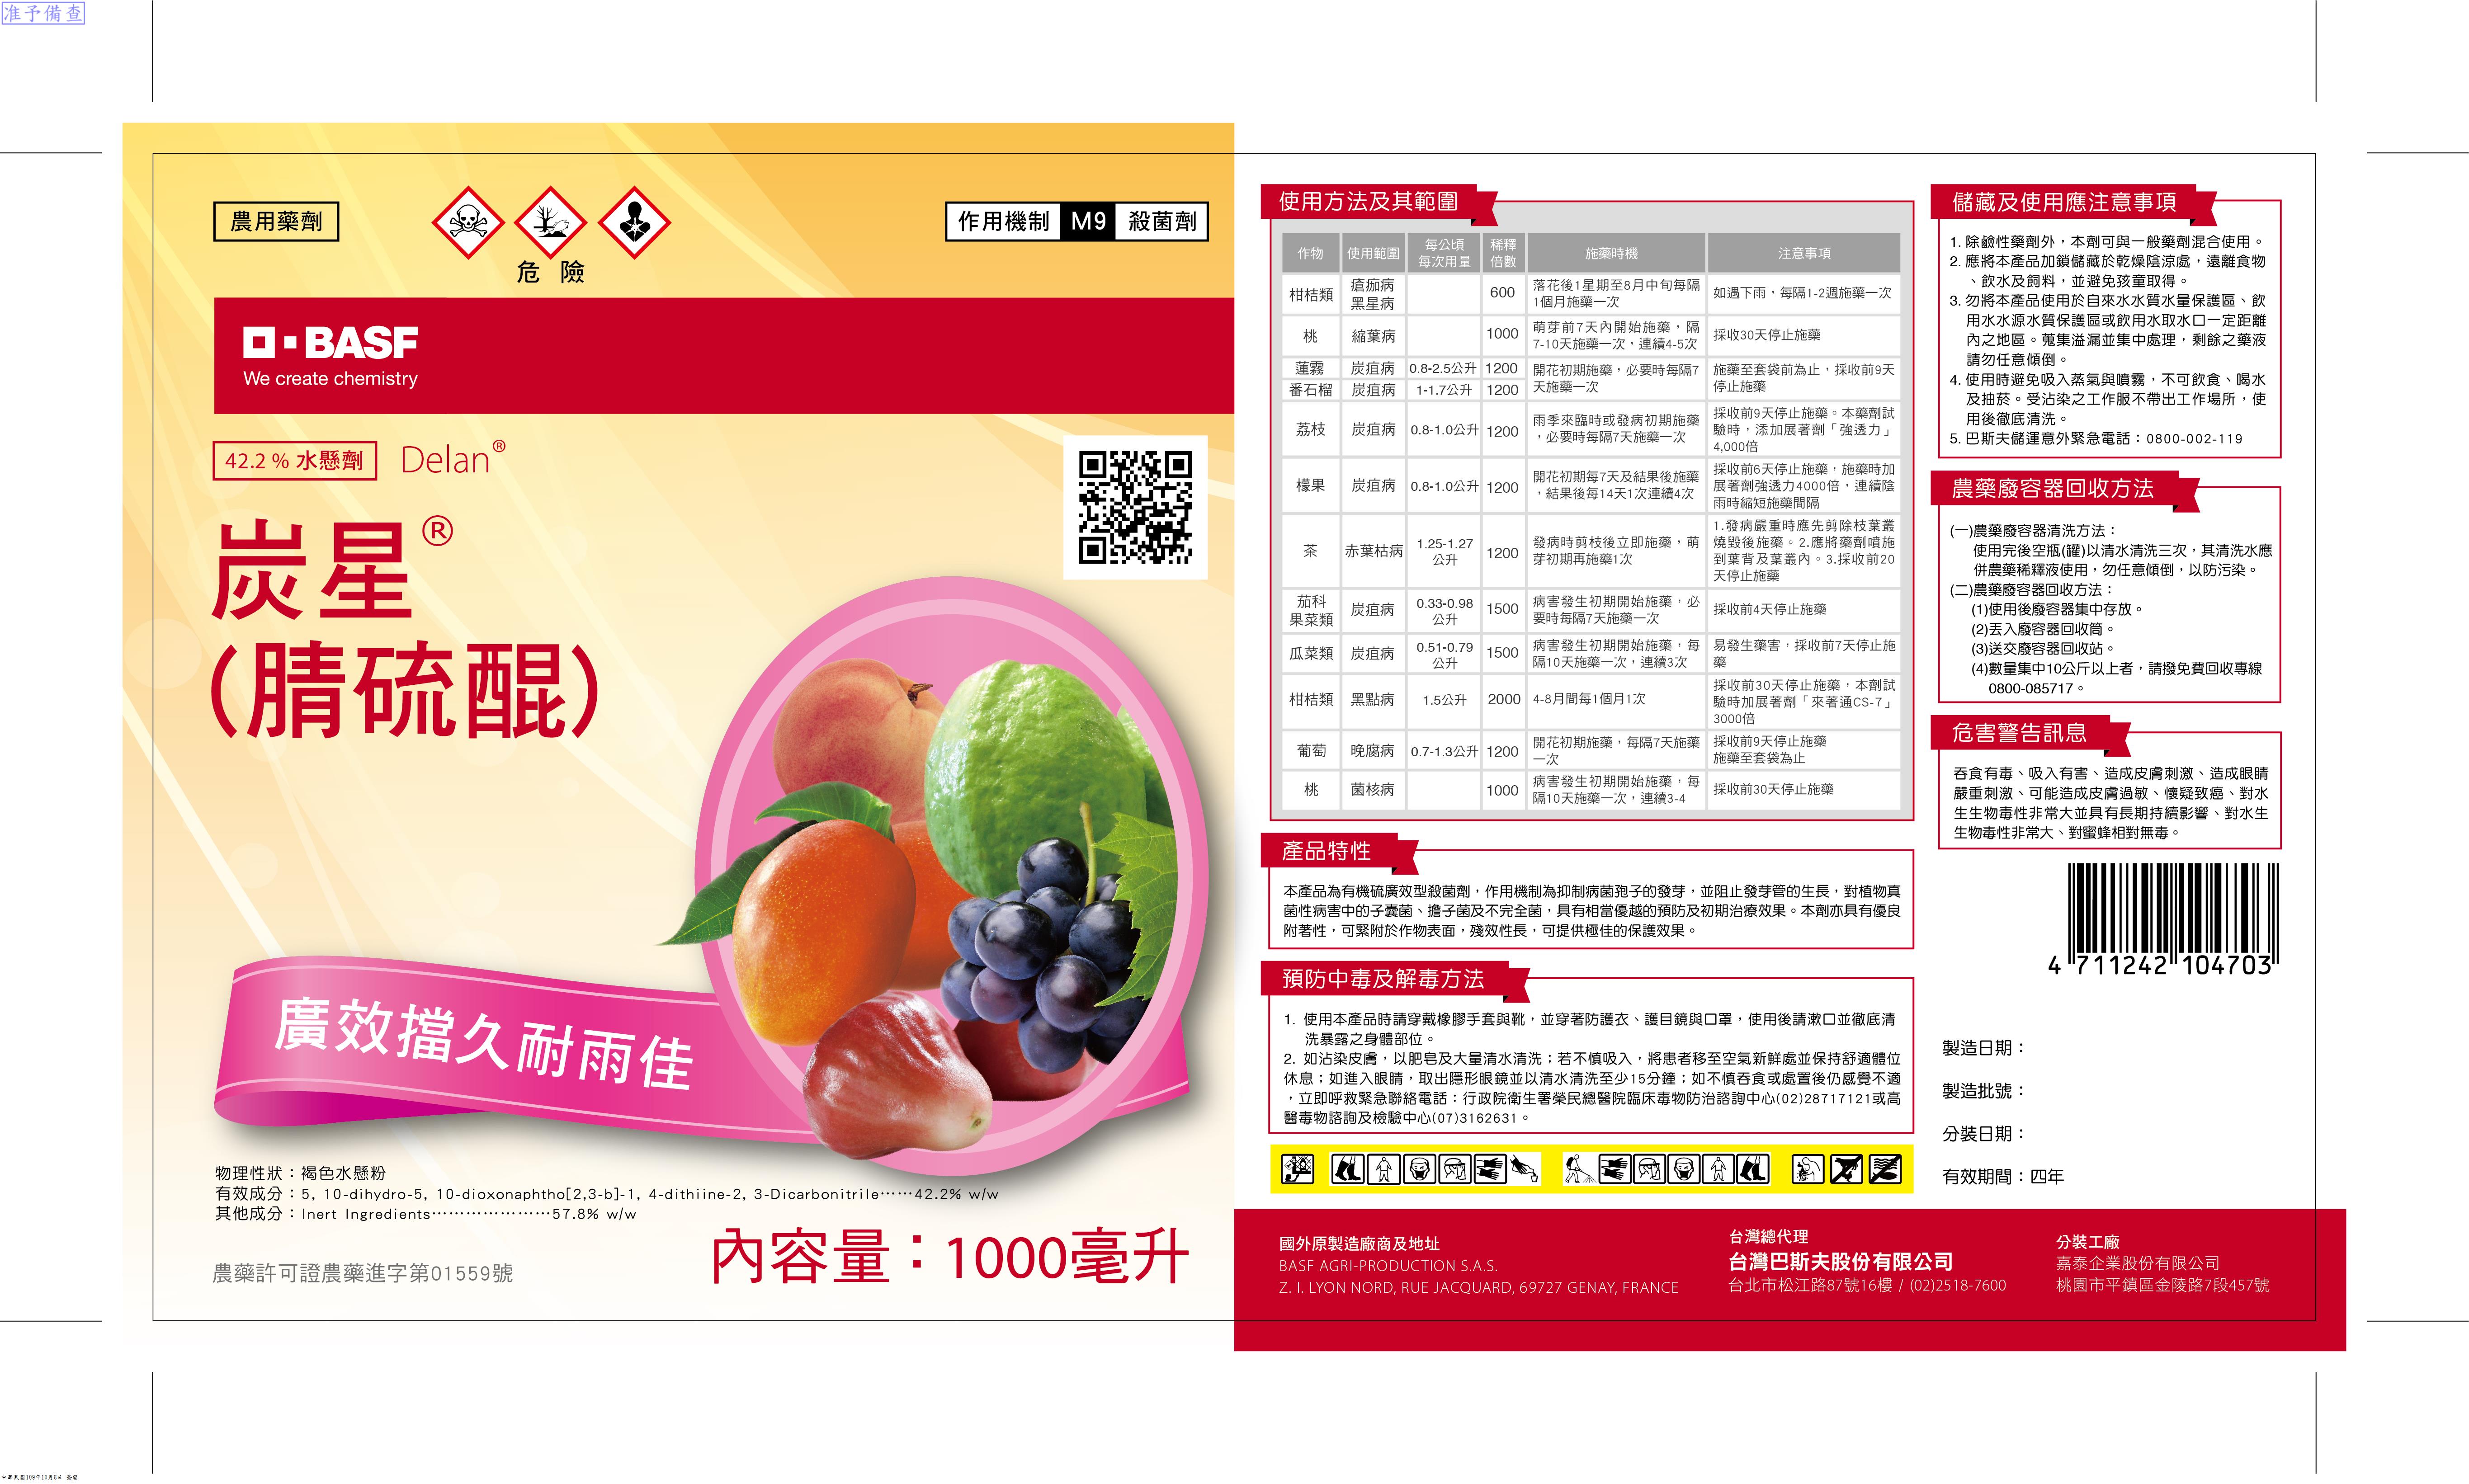 准予備查
農用藥劑
危 險
作用機制 M9 殺菌劑
BASF
We create chemistry
42.2 % 水懸劑
Delan®
炭星®
(腈硫醌)
廣效擋久耐雨佳
物理性狀：褐色水懸粉
有效成分：5, 10-dihydro-5, 10-dioxonaphtho[2,3-b]-1, 4-dithiine-2, 3-Dicarbonitrile……42.2% w/w
其他成分：Inert Ingredients…………………57.8% w/w
農藥許可證農藥進字第01559號
內容量：1000毫升
使用方法及其範圍
作物 使用範圍 每公頃每次用量 稀釋倍數 施藥時機 注意事項
柑桔類 瘡痂病 黑星病 600 落花後1星期至8月中旬每隔1個月施藥一次 如遇下雨，每隔1-2週施藥一次
桃 縮葉病 1000 萌芽前7天內開始施藥，隔7-10天施藥一次，連續4-5次 採收30天停止施藥
蓮霧 炭疽病 0.8-2.5公升 1200 開花初期施藥，必要時每隔7天施藥一次 施藥至套袋前為止，採收前9天停止施藥
番石榴 炭疽病 1-1.7公升 1200
荔枝 炭疽病 0.8-1.0公升 1200 雨季來臨時或發病初期施藥，必要時每隔7天施藥一次 採收前9天停止施藥。本藥劑試驗時，添加展著劑「強透力」4,000倍
檬果 炭疽病 0.8-1.0公升 1200 開花初期每7天及結果後施藥，結果後每14天1次連續4次 採收前6天停止施藥，施藥時加展著劑強透力4000倍，連續陰雨時縮短施藥間隔
茶 赤葉枯病 1.25-1.27公升 1200 發病時剪枝後立即施藥，萌芽初期再施藥1次 1.發病嚴重時應先剪除枝葉叢燒毀後施藥。2.應將藥劑噴施到葉背及葉叢內。3.採收前20天停止施藥
茄科果菜類 炭疽病 0.33-0.98公升 1500 病害發生初期開始施藥，必要時每隔7天施藥一次 採收前4天停止施藥
瓜菜類 炭疽病 0.51-0.79公升 1500 病害發生初期開始施藥，每隔10天施藥一次，連續3次 易發生藥害，採收前7天停止施藥
柑桔類 黑點病 1.5公升 2000 4-8月間每1個月1次 採收前30天停止施藥，本劑試驗時加展著劑「來著通CS-7」3000倍
葡萄 晚腐病 0.7-1.3公升 1200 開花初期施藥，每隔7天施藥一次 採收前9天停止施藥 施藥至套袋為止
桃 菌核病 1000 病害發生初期開始施藥，每隔10天施藥一次，連續3-4 採收前30天停止施藥
產品特性
本產品為有機硫廣效型殺菌劑，作用機制為抑制病菌孢子的發芽，並阻止發芽管的生長，對植物真
菌性病害中的子囊菌、擔子菌及不完全菌，具有相當優越的預防及初期治療效果。本劑亦具有優良
附著性，可緊附於作物表面，殘效性長，可提供極佳的保護效果。
預防中毒及解毒方法
1. 使用本產品時請穿戴橡膠手套與靴，並穿著防護衣、護目鏡與口罩，使用後請漱口並徹底清
洗暴露之身體部位。
2. 如沾染皮膚，以肥皂及大量清水清洗；若不慎吸入，將患者移至空氣新鮮處並保持舒適體位
休息；如進入眼睛，取出隱形眼鏡並以清水清洗至少15分鐘；如不慎吞食或處置後仍感覺不適
，立即呼救緊急聯絡電話：行政院衛生署榮民總醫院臨床毒物防治諮詢中心(02)28717121或高
醫毒物諮詢及檢驗中心(07)3162631。
儲藏及使用應注意事項
1. 除鹼性藥劑外，本劑可與一般藥劑混合使用。
2. 應將本產品加鎖儲藏於乾燥陰涼處，遠離食物
、飲水及飼料，並避免孩童取得。
3. 勿將本產品使用於自來水水質水量保護區、飲
用水水源水質保護區或飲用水取水口一定距離
內之地區。蒐集溢漏並集中處理，剩餘之藥液
請勿任意傾倒。
4. 使用時避免吸入蒸氣與噴霧，不可飲食、喝水
及抽菸。受沾染之工作服不帶出工作場所，使
用後徹底清洗。
5. 巴斯夫儲運意外緊急電話：0800-002-119
農藥廢容器回收方法
(一)農藥廢容器清洗方法：
使用完後空瓶(罐)以清水清洗三次，其清洗水應
併農藥稀釋液使用，勿任意傾倒，以防污染。
(二)農藥廢容器回收方法：
(1)使用後廢容器集中存放。
(2)丟入廢容器回收筒。
(3)送交廢容器回收站。
(4)數量集中10公斤以上者，請撥免費回收專線
0800-085717。
危害警告訊息
吞食有毒、吸入有害、造成皮膚刺激、造成眼睛
嚴重刺激、可能造成皮膚過敏、懷疑致癌、對水
生生物毒性非常大並具有長期持續影響、對水生
生物毒性非常大、對蜜蜂相對無毒。
4 711242 104703
製造日期：
製造批號：
分裝日期：
有效期間：四年
國外原製造廠商及地址
BASF AGRI-PRODUCTION S.A.S.
Z. I. LYON NORD, RUE JACQUARD, 69727 GENAY, FRANCE
台灣總代理
台灣巴斯夫股份有限公司
台北市松江路87號16樓 / (02)2518-7600
分裝工廠
嘉泰企業股份有限公司
桃園市平鎮區金陵路7段457號